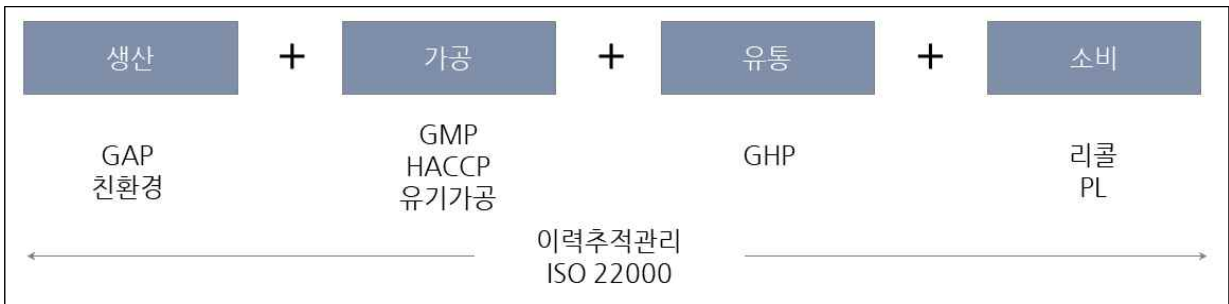 생산 + 가공 + 유통 + 소비
GAP
친환경
GMP
HACCP
유기가공
GHP
리콜
PL
이력추적관리
ISO 22000